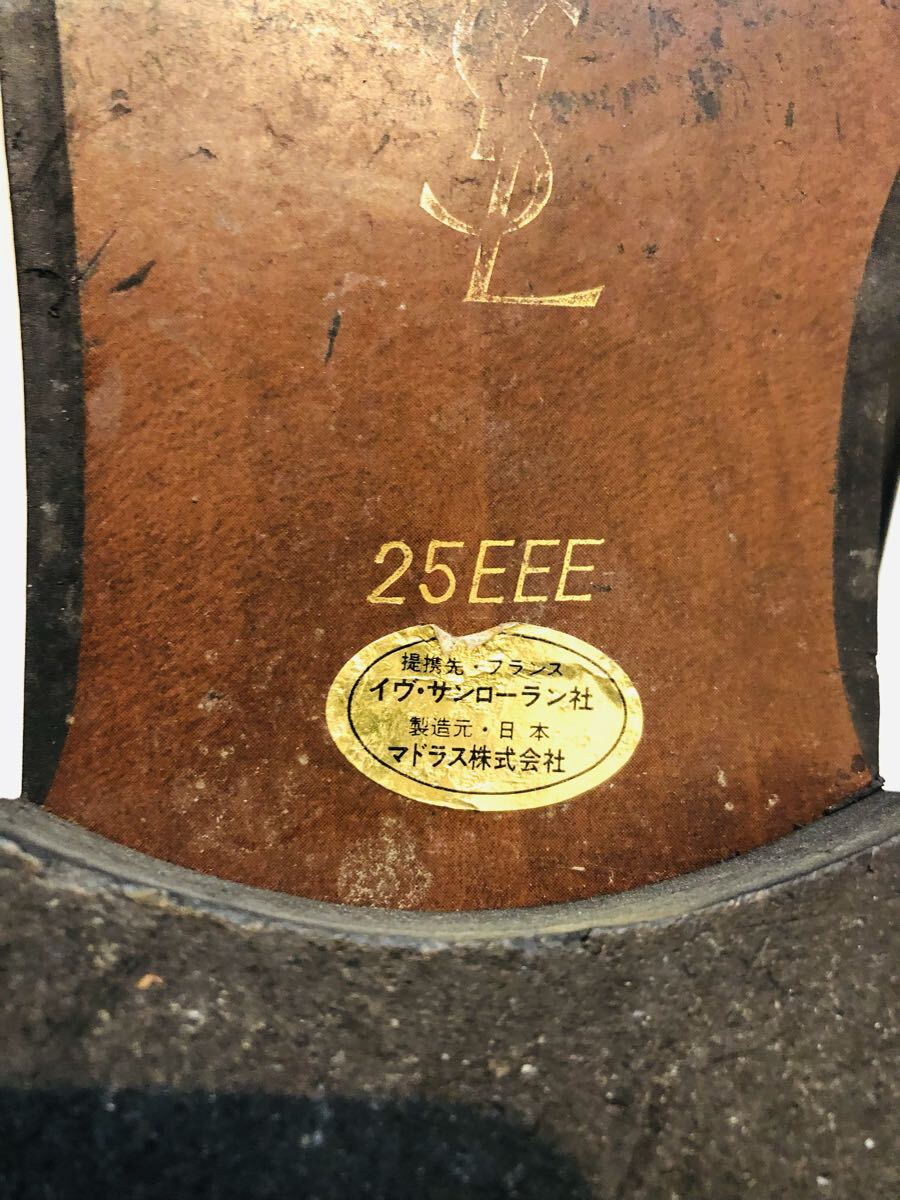 YSL
25EEE
提携先・フランス
イヴ・サンローラン社
製造元・日本
マドラス株式会社